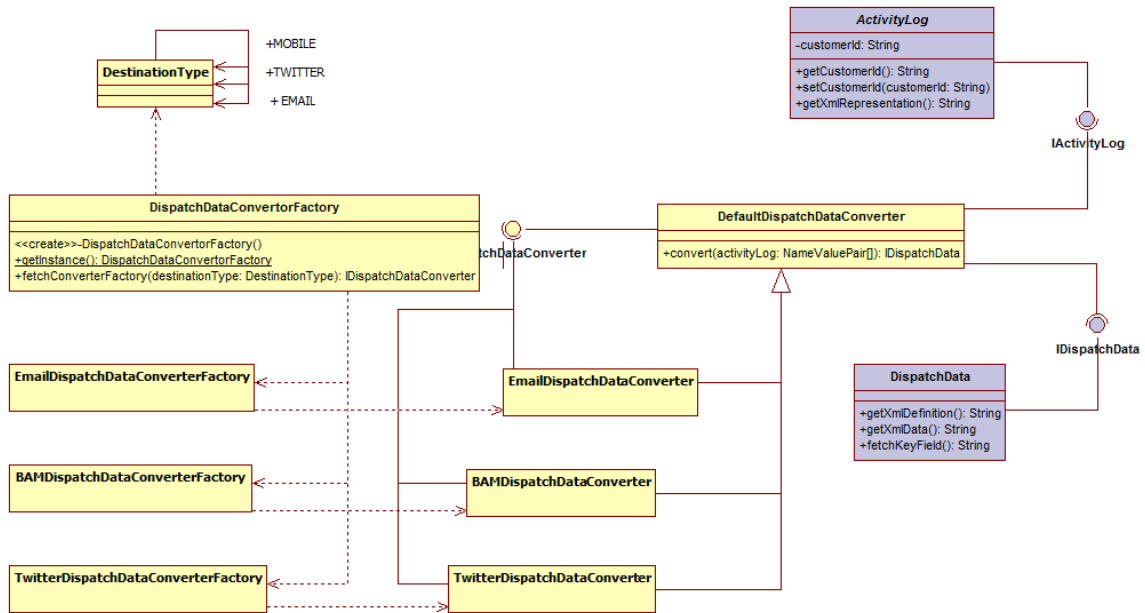 ActivityLog
-customerId: String
+getCustomerId(): String
+setCustomerId(customerId: String)
+getXmlRepresentation(): String
+MOBILE
+TWITTER
+ EMAIL
DestinationType
IActivityLog
DispatchDataConvertorFactory
<<create>>-DispatchDataConvertorFactory()
+getInstance(): DispatchDataConvertorFactory
+fetchConverterFactory(destinationType: DestinationType): IDispatchDataConverter
tchDataConverter
DefaultDispatchDataConverter
+convert(activityLog: NameValuePair[]): IDispatchData
IDispatchData
EmailDispatchDataConverterFactory
EmailDispatchDataConverter
DispatchData
+getXmlDefinition(): String
+getXmlData(): String
+fetchKeyField(): String
BAMDispatchDataConverterFactory
BAMDispatchDataConverter
TwitterDispatchDataConverterFactory
TwitterDispatchDataConverter